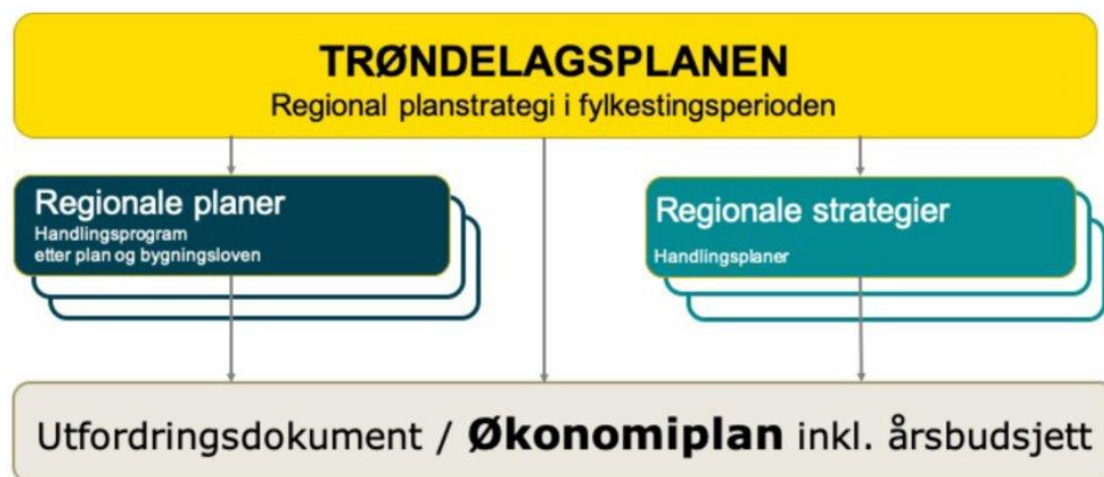 TRØNDELAGSPLANEN
Regional planstrategi i fylkestingsperioden
Regionale planer
Handlingsprogram
etter plan og bygningsloven
Regionale strategier
Handlingsplaner
Utfordringsdokument / Økonomiplan inkl. årsbudsjett